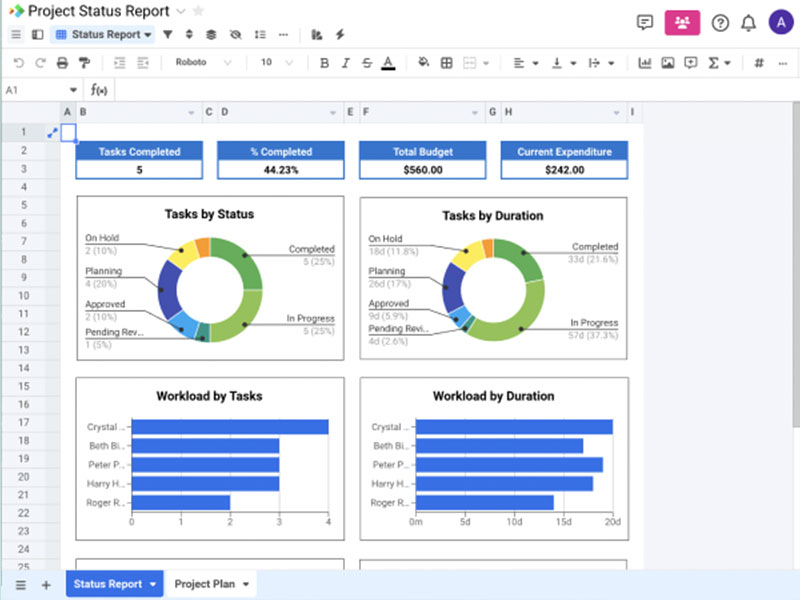 Project Status Report
Status Report
A
Roboto
10
B I S A
Σ
#
A1
f(x)
A B C D E F G H I
1
2
3
4
5
6
7
8
9
10
11
12
13
14
15
16
17
18
19
20
21
22
23
24
25
Tasks Completed
5
% Completed
44.23%
Total Budget
$560.00
Current Expenditure
$242.00
Tasks by Status
On Hold
2 (10%)
Planning
4 (20%)
Approved
2 (10%)
Pending Rev...
1 (5%)
Completed
5 (25%)
In Progress
5 (25%)
Tasks by Duration
On Hold
18d (11.8%)
Planning
26d (17%)
Approved
9d (5.9%)
Pending Revi...
4d (2.6%)
Completed
33d (21.6%)
In Progress
57d (37.3%)
Workload by Tasks
Crystal ...
Beth Bi...
Peter P...
Harry H...
Roger R...
0 1 2 3 4
Workload by Duration
Crystal ...
Beth Bi...
Peter P...
Harry H...
Roger R...
0m 5d 10d 15d 20d
Status Report
Project Plan